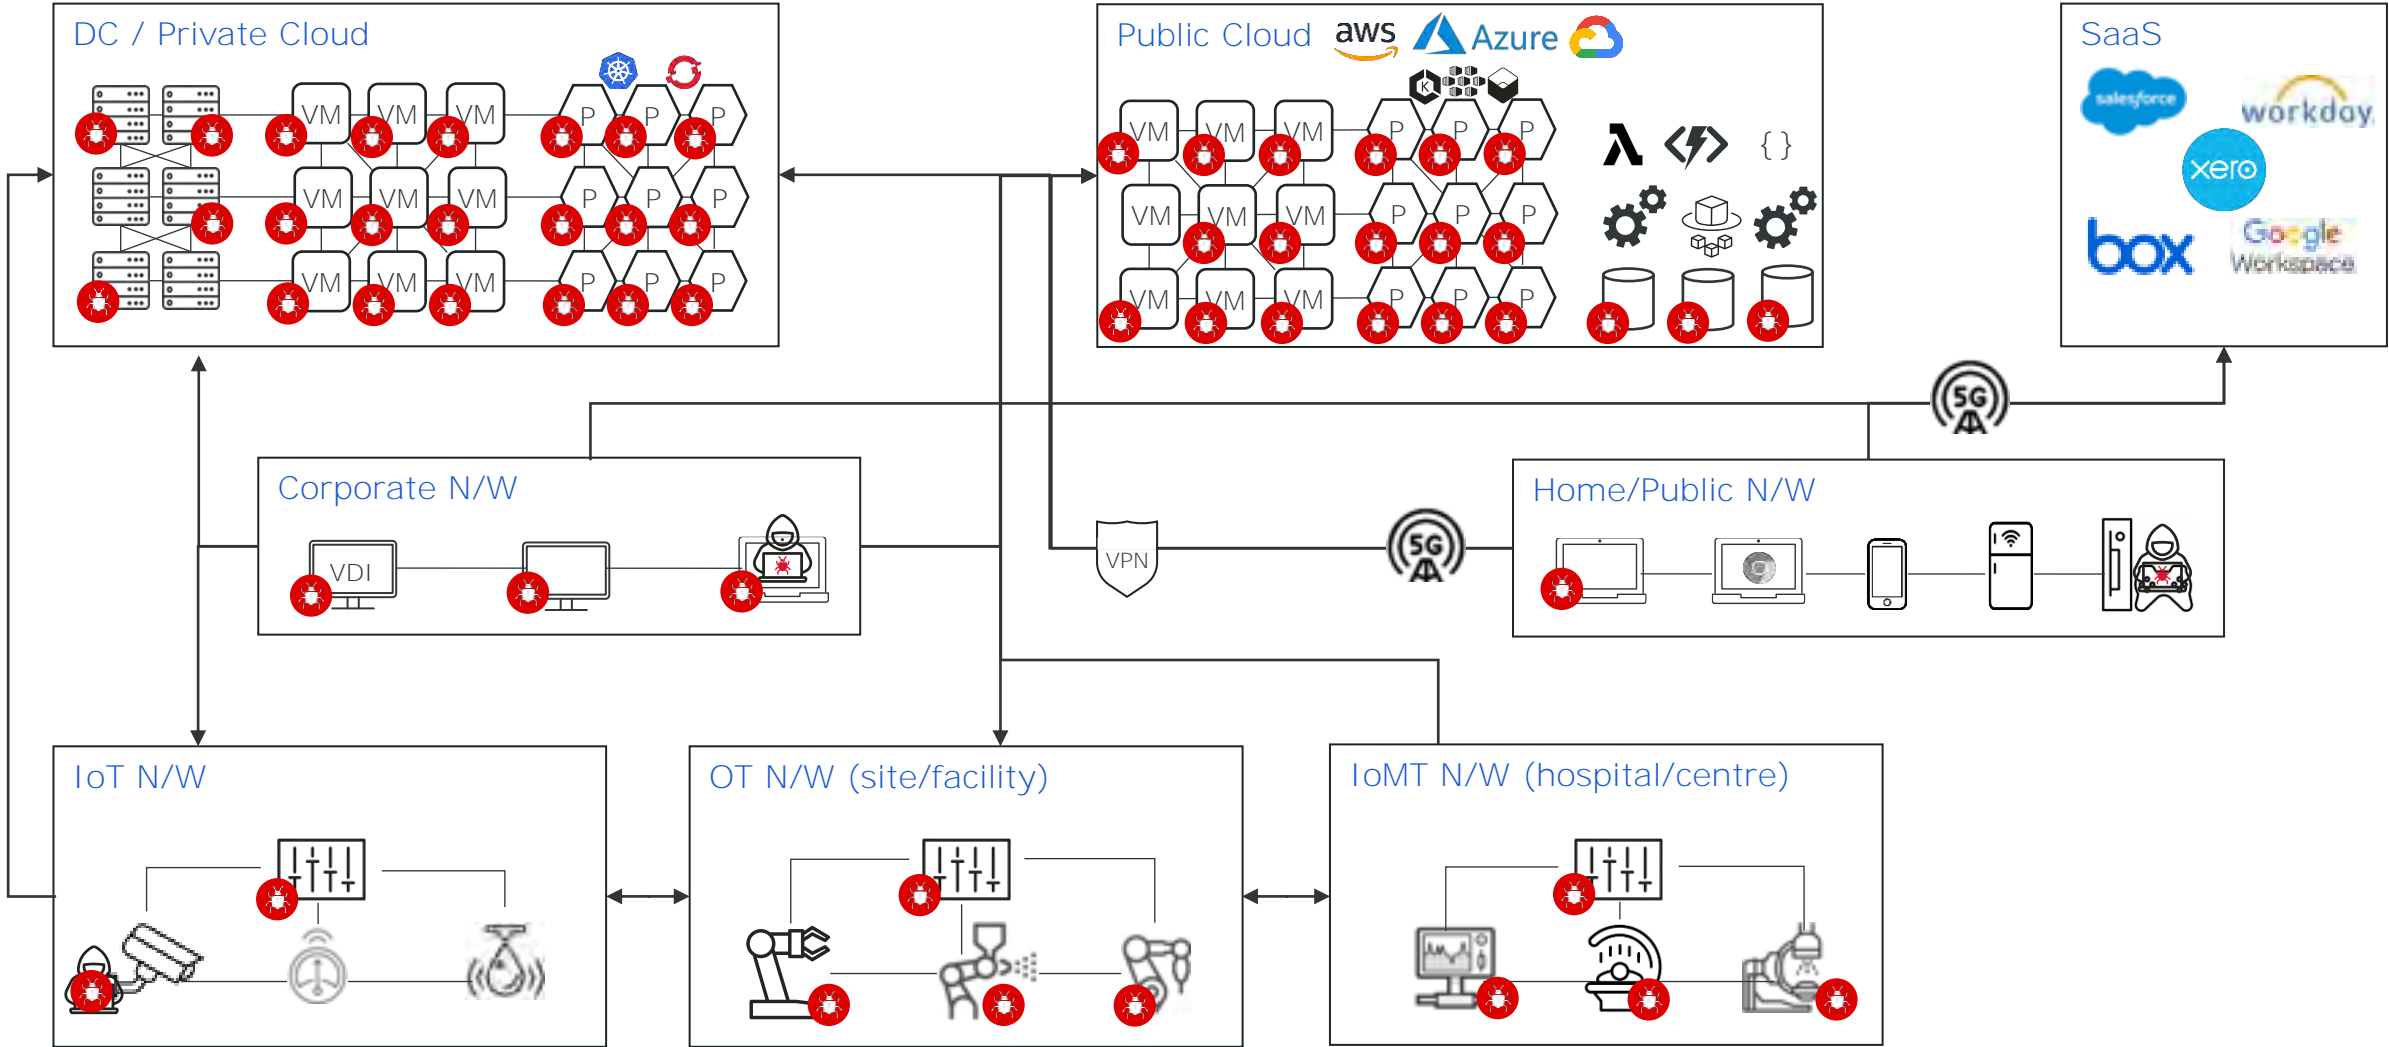 DC / Private Cloud
VM VM VM P P P
VM VM VM P P P
VM VM VM P P P
Public Cloud aws Azure
K
VM VM VM P P P
VM VM VM P P P
VM VM VM P P P
λ { }
SaaS
salesforce
workday
xero
box
Google
Workspace
5G
Corporate N/W
VDI
VPN
5G
Home/Public N/W
IoT N/W
OT N/W (site/facility)
IoMT N/W (hospital/centre)